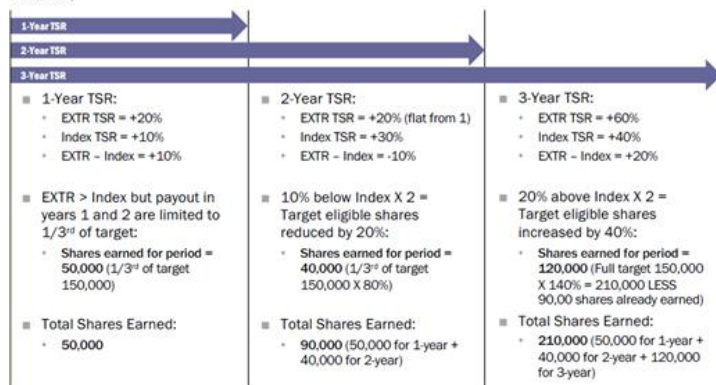 1-Year TSR
2-Year TSR
3-Year TSR
1-Year TSR:
EXTR TSR = +20%
Index TSR = +10%
EXTR – Index = +10%
EXTR > Index but payout in
years 1 and 2 are limited to
1/3rd of target:
Shares earned for period =
50,000 (1/3rd of target
150,000)
Total Shares Earned:
50,000
2-Year TSR:
EXTR TSR = +20% (flat from 1)
Index TSR = +30%
EXTR – Index = -10%
10% below Index X 2 =
Target eligible shares
reduced by 20%:
Shares earned for period =
40,000 (1/3rd of target
150,000 X 80%)
Total Shares Earned:
90,000 (50,000 for 1-year +
40,000 for 2-year)
3-Year TSR:
EXTR TSR = +60%
Index TSR = +40%
EXTR – Index = +20%
20% above Index X 2 =
Target eligible shares
increased by 40%:
Shares earned for period =
120,000 (Full target 150,000
X 140% = 210,000 LESS
90,00 shares already earned)
Total Shares Earned:
210,000 (50,000 for 1-year +
40,000 for 2-year + 120,000
for 3-year)